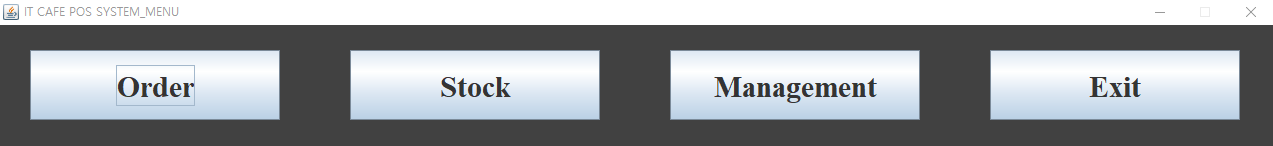 IT CAFE POS SYSTEM_MENU
Order
Stock
Management
Exit